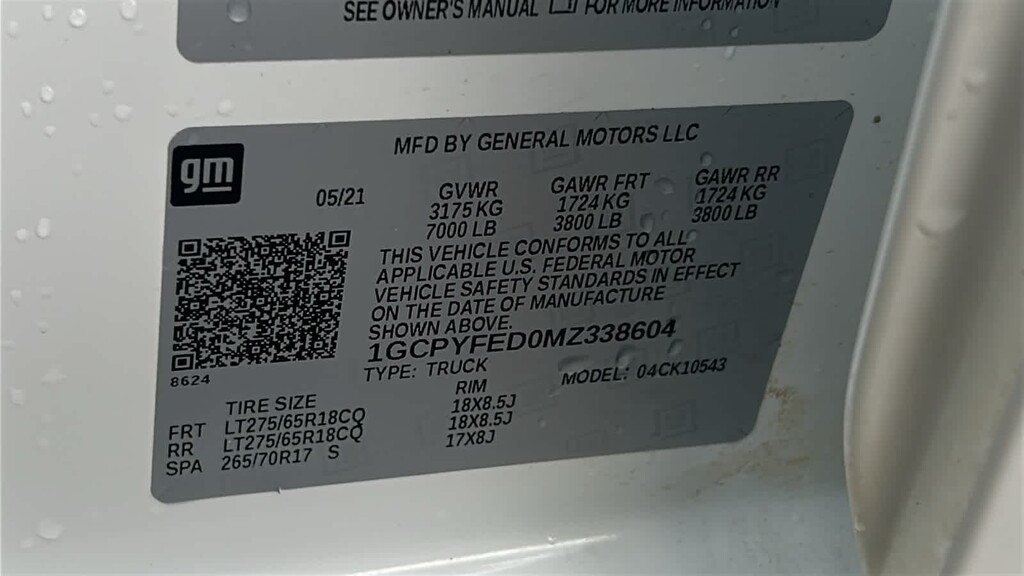 SEE OWNER'S MANUAL FOR MORE INFORMATION
MFD BY GENERAL MOTORS LLC
gm
05/21
GVWR GAWR FRT GAWR RR
3175 KG 1724 KG 1724 KG
7000 LB 3800 LB 3800 LB
THIS VEHICLE CONFORMS TO ALL
APPLICABLE U.S. FEDERAL MOTOR
VEHICLE SAFETY STANDARDS IN EFFECT
ON THE DATE OF MANUFACTURE
SHOWN ABOVE.
1GCPYFED0MZ338604
8624
TYPE: TRUCK MODEL: 04CK10543
TIRE SIZE RIM
FRT LT275/65R18CQ 18X8.5J
RR LT275/65R18CQ 18X8.5J
SPA 265/70R17 S 17X8J